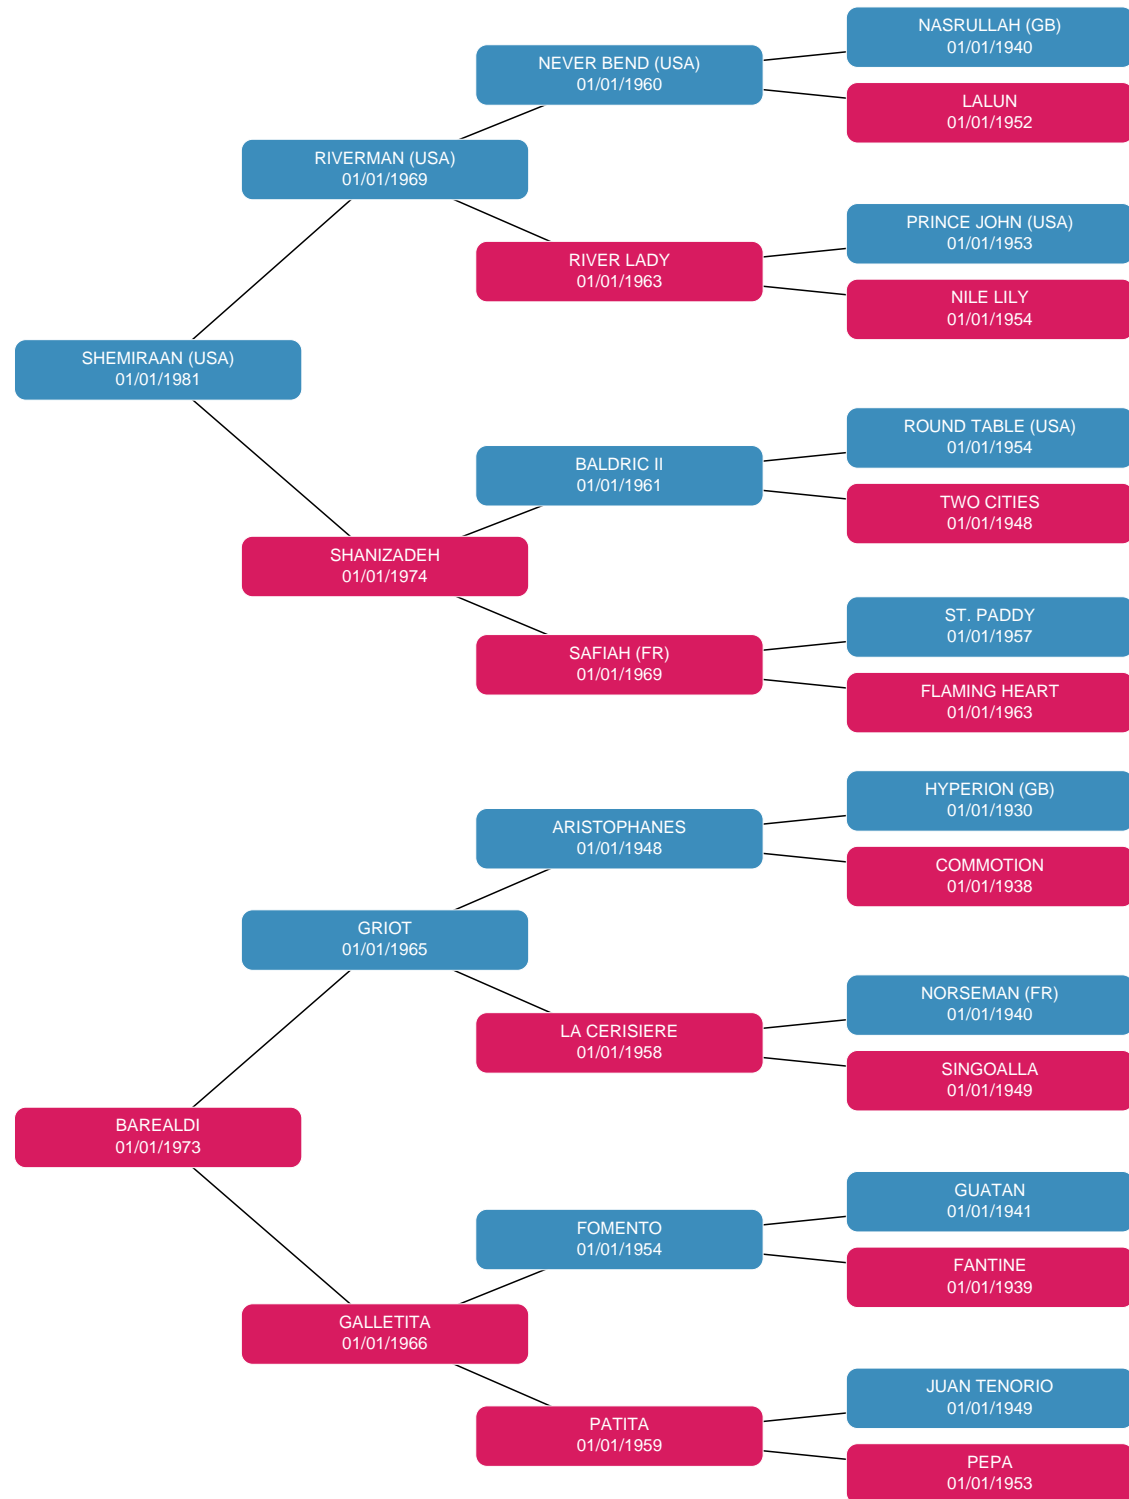 NASRULLAH (GB)
01/01/1940
NEVER BEND (USA)
01/01/1960
LALUN
01/01/1952
RIVERMAN (USA)
01/01/1969
PRINCE JOHN (USA)
01/01/1953
RIVER LADY
01/01/1963
NILE LILY
01/01/1954
SHEMIRAAN (USA)
01/01/1981
ROUND TABLE (USA)
01/01/1954
BALDRIC II
01/01/1961
TWO CITIES
01/01/1948
SHANIZADEH
01/01/1974
ST. PADDY
01/01/1957
SAFIAH (FR)
01/01/1969
FLAMING HEART
01/01/1963
HYPERION (GB)
01/01/1930
ARISTOPHANES
01/01/1948
COMMOTION
01/01/1938
GRIOT
01/01/1965
NORSEMAN (FR)
01/01/1940
LA CERISIERE
01/01/1958
SINGOALLA
01/01/1949
BAREALDI
01/01/1973
GUATAN
01/01/1941
FOMENTO
01/01/1954
FANTINE
01/01/1939
GALLETITA
01/01/1966
JUAN TENORIO
01/01/1949
PATITA
01/01/1959
PEPA
01/01/1953